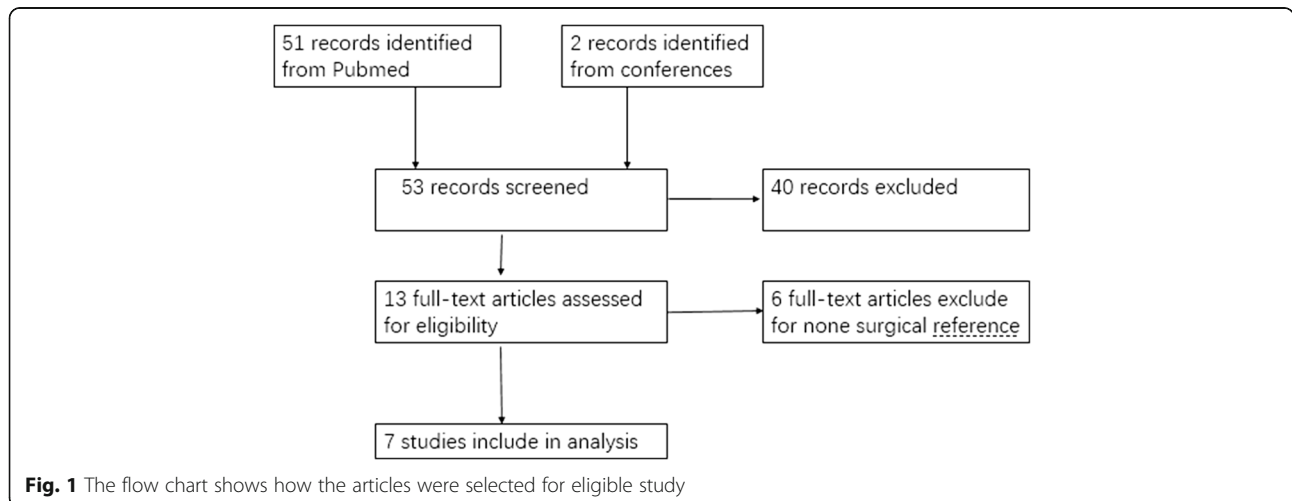 51 records identified
from Pubmed
2 records identified
from conferences
53 records screened
40 records excluded
13 full-text articles assessed
for eligibility
6 full-text articles exclude
for none surgical reference
7 studies include in analysis
Fig. 1 The flow chart shows how the articles were selected for eligible study